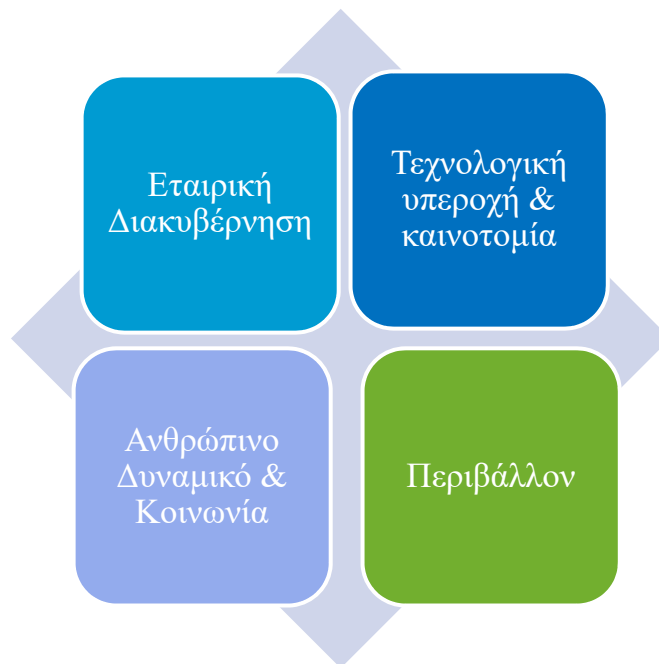 Εταιρική
Διακυβέρνηση
Τεχνολογική
υπεροχή &
καινοτομία
Ανθρώπινο
Δυναμικό &
Κοινωνία
Περιβάλλον